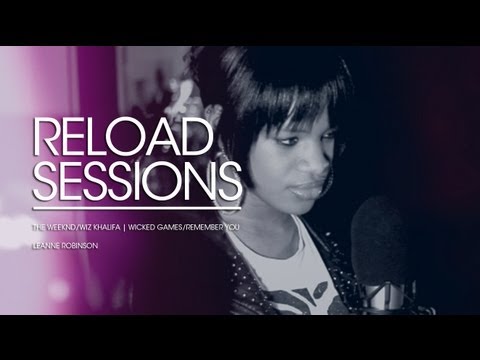 RELOAD
SESSIONS
THE WEEKND/WIZ KHALIFA | WICKED GAMES/REMEMBER YOU
LEANNE ROBINSON